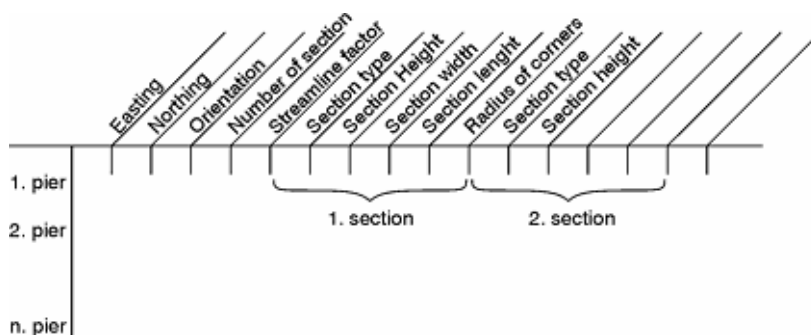 Easting
Northing
Orientation
Number of section
Streamline factor
Section type
Section Height
Section width
Section lenght
Radius of corners
Section type
Section height
1. pier
1. section
2. section
2. pier
n. pier